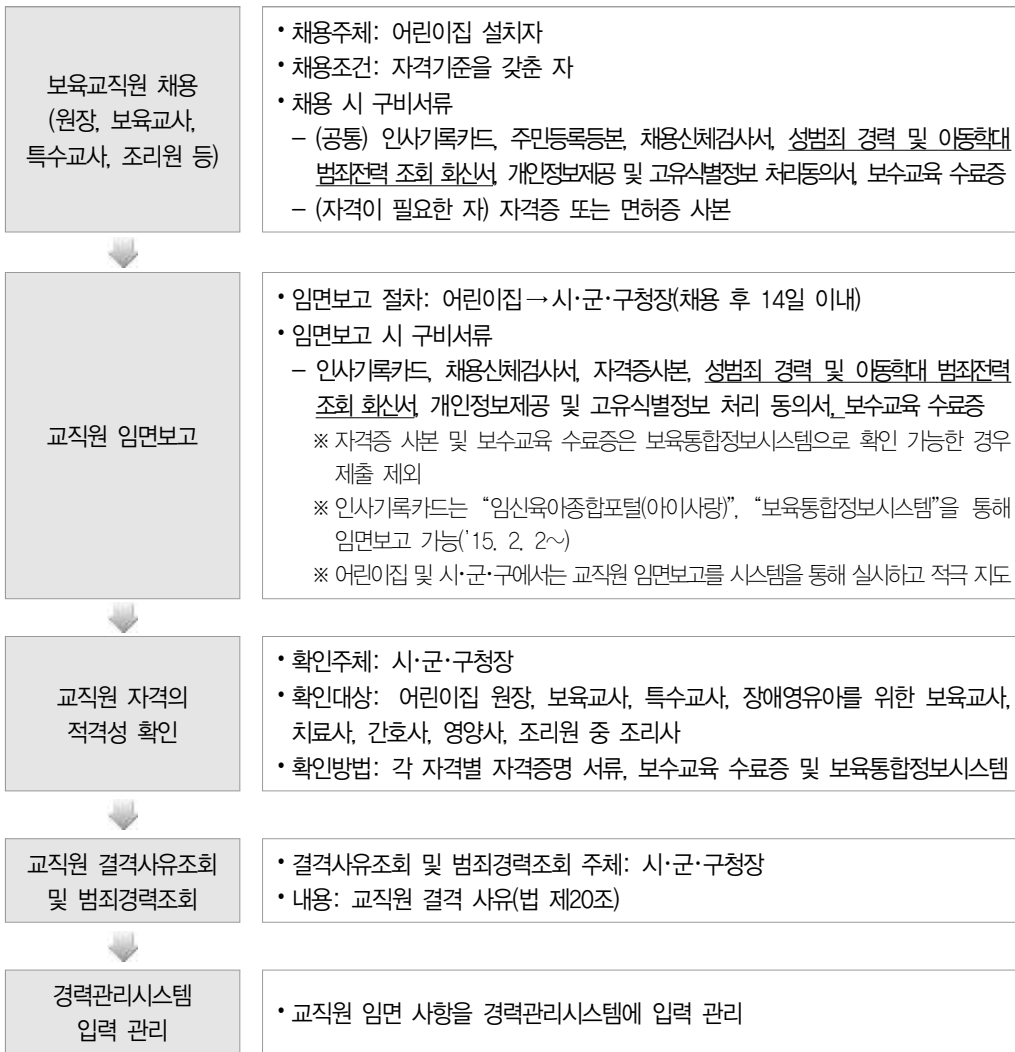 보육교직원 채용
(원장, 보육교사,
특수교사, 조리원 등)
• 채용주체: 어린이집 설치자
• 채용조건: 자격기준을 갖춘 자
• 채용 시 구비서류
– (공통) 인사기록카드, 주민등록등본, 채용신체검사서, 성범죄 경력 및 아동학대
범죄전력 조회 회신서, 개인정보제공 및 고유식별정보 처리동의서, 보수교육 수료증
– (자격이 필요한 자) 자격증 또는 면허증 사본
교직원 임면보고
• 임면보고 절차: 어린이집→시·군·구청장(채용 후 14일 이내)
• 임면보고 시 구비서류
– 인사기록카드, 채용신체검사서, 자격증사본, 성범죄 경력 및 아동학대 범죄전력
조회 회신서, 개인정보제공 및 고유식별정보 처리 동의서, 보수교육 수료증
※ 자격증 사본 및 보수교육 수료증은 보육통합정보시스템으로 확인 가능한 경우
제출 제외
※ 인사기록카드는 “임신육아종합포털(아이사랑)”, “보육통합정보시스템”을 통해
임면보고 가능('15. 2. 2~)
※ 어린이집 및 시·군·구에서는 교직원 임면보고를 시스템을 통해 실시하고 적극 지도
교직원 자격의
적격성 확인
• 확인주체: 시·군·구청장
• 확인대상: 어린이집 원장, 보육교사, 특수교사, 장애영유아를 위한 보육교사,
치료사, 간호사, 영양사, 조리원 중 조리사
• 확인방법: 각 자격별 자격증명 서류, 보수교육 수료증 및 보육통합정보시스템
교직원 결격사유조회
및 범죄경력조회
• 결격사유조회 및 범죄경력조회 주체: 시·군·구청장
• 내용: 교직원 결격 사유(법 제20조)
경력관리시스템
입력 관리
• 교직원 임면 사항을 경력관리시스템에 입력 관리